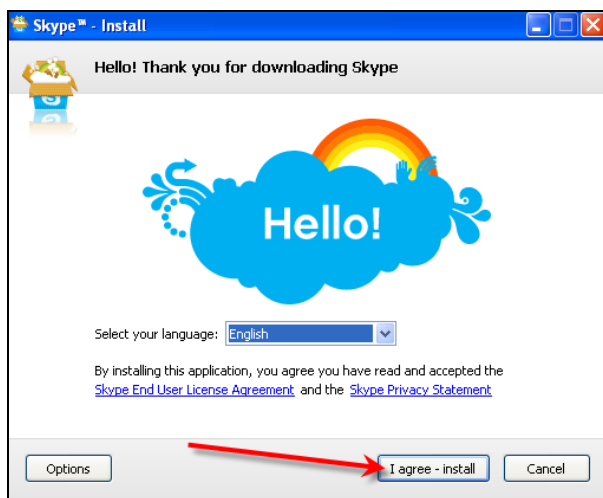 Skype™ - Install
Hello! Thank you for downloading Skype
Hello!
Select your language: English
By installing this application, you agree you have read and accepted the
Skype End User License Agreement and the Skype Privacy Statement
Options I agree - install Cancel